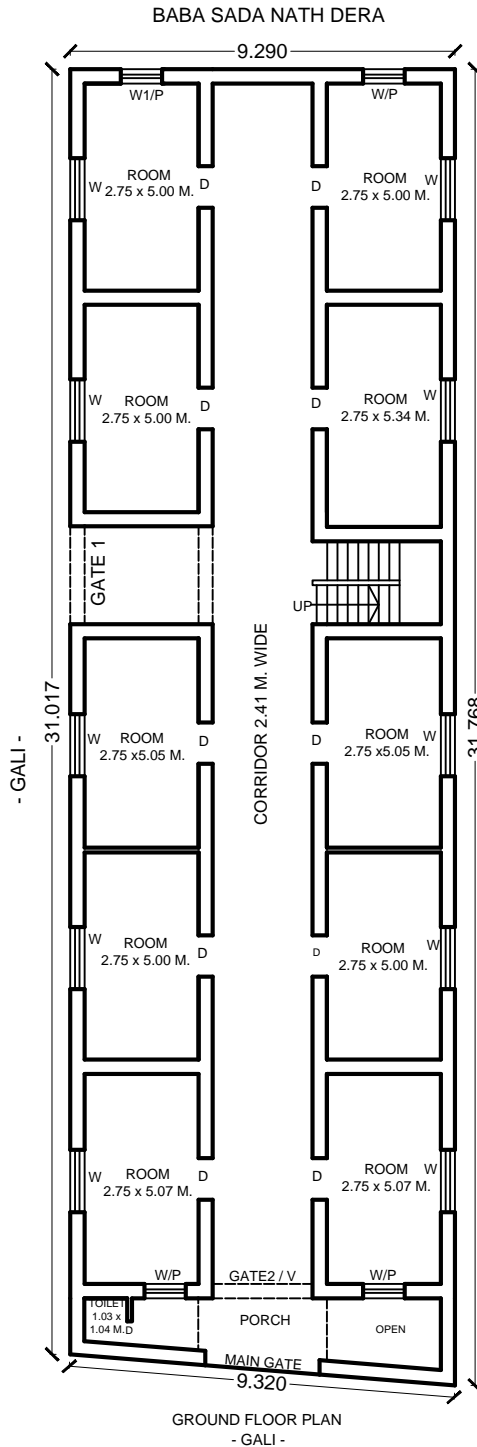 BABA SADA NATH DERA
9.290
W1/P
W/P
ROOM
2.75 x 5.00 M.
W
D
D
ROOM
2.75 x 5.00 M.
W
ROOM
2.75 x 5.00 M.
W
D
D
ROOM
2.75 x 5.34 M.
W
GATE 1
UP
CORRIDOR 2.41 M. WIDE
31.017
- GALI -
31.768
ROOM
2.75 x5.05 M.
W
D
D
ROOM
2.75 x5.05 M.
W
ROOM
2.75 x 5.00 M.
W
D
D
ROOM
2.75 x 5.00 M.
W
ROOM
2.75 x 5.07 M.
W
D
D
ROOM
2.75 x 5.07 M.
W
W/P
GATE2 / V
W/P
TOILET
1.03 x
1.04 M.
D
PORCH
OPEN
MAIN GATE
9.320
GROUND FLOOR PLAN
- GALI -